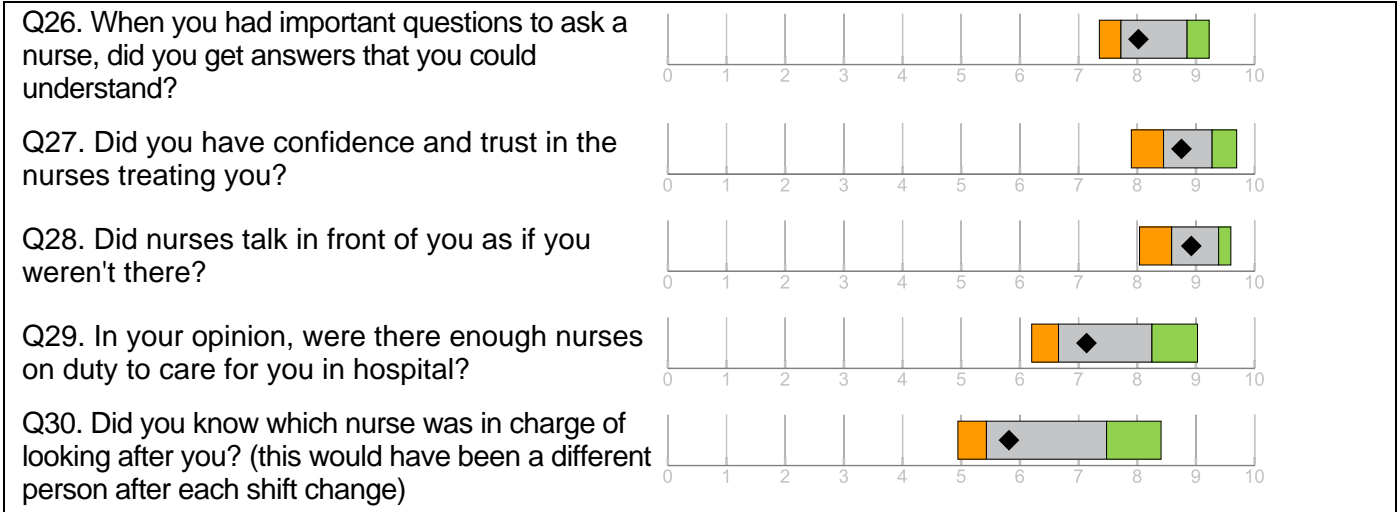 Q26. When you had important questions to ask a
nurse, did you get answers that you could
understand?
0 1 2 3 4 5 6 7 8 9 10
Q27. Did you have confidence and trust in the
nurses treating you?
0 1 2 3 4 5 6 7 8 9 10
Q28. Did nurses talk in front of you as if you
weren't there?
0 1 2 3 4 5 6 7 8 9 10
Q29. In your opinion, were there enough nurses
on duty to care for you in hospital?
0 1 2 3 4 5 6 7 8 9 10
Q30. Did you know which nurse was in charge of
looking after you? (this would have been a different
person after each shift change)
0 1 2 3 4 5 6 7 8 9 10